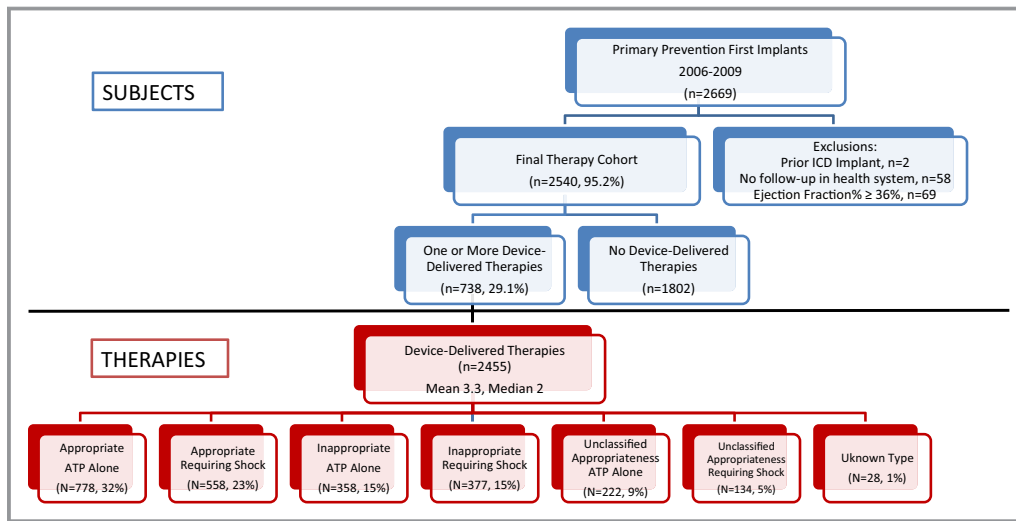 Primary Prevention First Implants
2006-2009
(n=2669)
SUBJECTS
Final Therapy Cohort
(n=2540, 95.2%)
Exclusions:
Prior ICD Implant, n=2
No follow-up in health system, n=58
Ejection Fraction% ≥ 36%, n=69
One or More Device-
Delivered Therapies
(n=738, 29.1%)
No Device-Delivered
Therapies
(n=1802)
THERAPIES
Device-Delivered Therapies
(n=2455)
Mean 3.3, Median 2
Appropriate
ATP Alone
(N=778, 32%)
Appropriate
Requiring Shock
(N=558, 23%)
Inappropriate
ATP Alone
(N=358, 15%)
Inappropriate
Requiring Shock
(N=377, 15%)
Unclassified
Appropriateness
ATP Alone
(N=222, 9%)
Unclassified
Appropriateness
Requiring Shock
(N=134, 5%)
Uknown Type
(N=28, 1%)